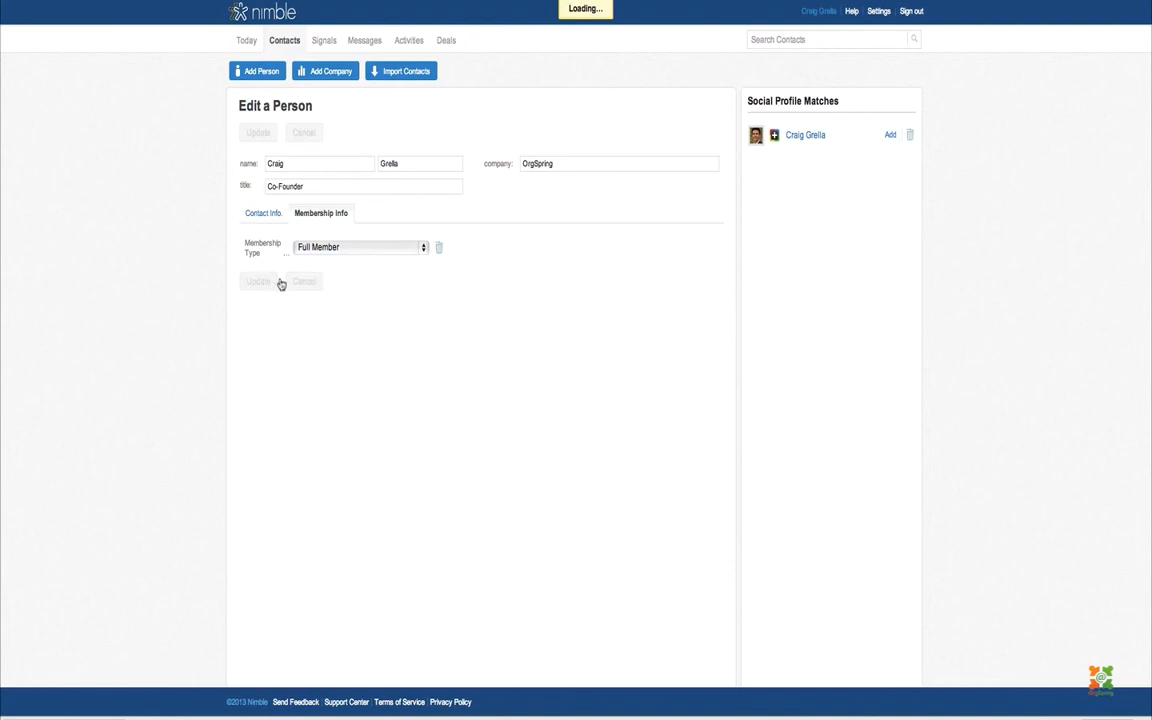 nimble
Loading...
Craig Grella Help Settings Sign out
Today Contacts Signals Messages Activities Deals
Search Contacts
Add Person Add Company Import Contacts
Edit a Person
Update Cancel
name: Craig Grella company: OrgSpring
title: Co-Founder
Contact Info. Membership Info
Membership
Type ... Full Member
Update Cancel
Social Profile Matches
Craig Grella Add
@
OrgSpring
©2013 Nimble Send Feedback Support Center Terms of Service Privacy Policy